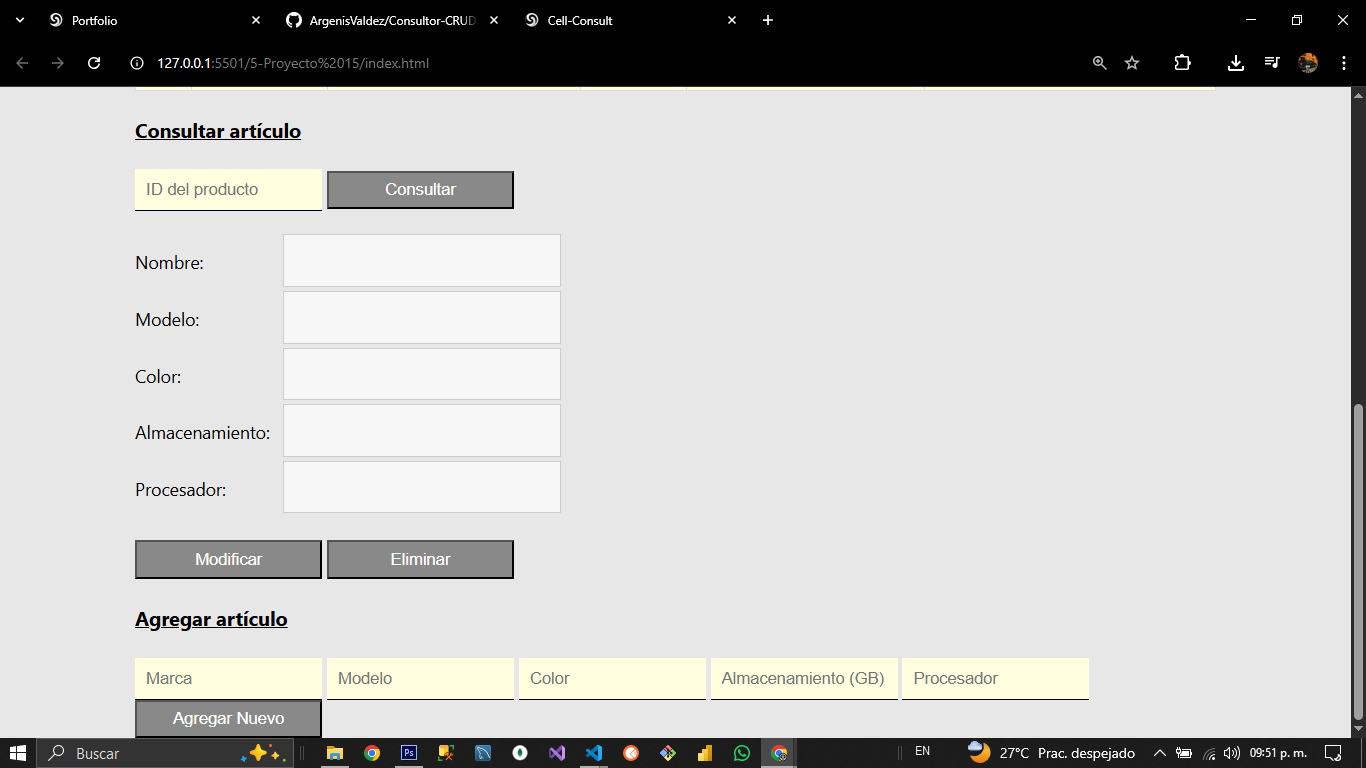 Portfolio
ArgenisValdez/Consultor-CRUD
Cell-Consult
127.0.0.1:5501/5-Proyecto%2015/index.html
Consultar artículo
ID del producto Consultar
Nombre:
Modelo:
Color:
Almacenamiento:
Procesador:
Modificar Eliminar
Agregar artículo
Marca Modelo Color Almacenamiento (GB) Procesador
Agregar Nuevo
Buscar Ps EN 27°C Prac. despejado 09:51 p. m.